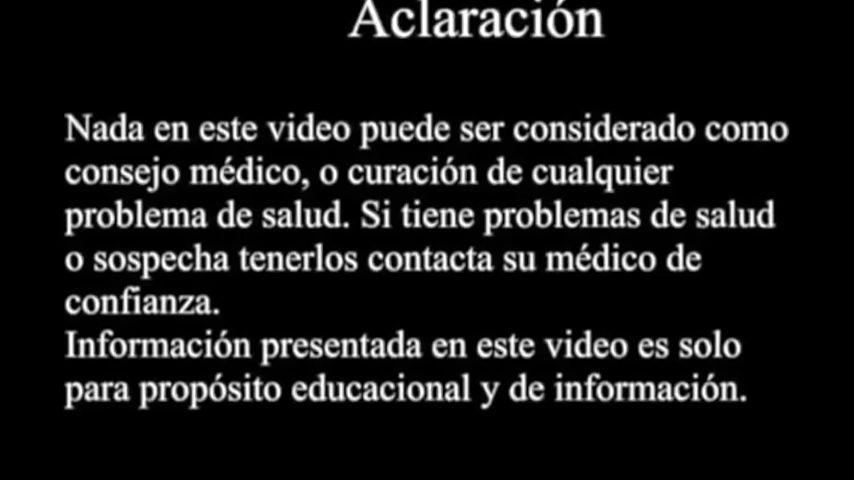 Aclaración
Nada en este video puede ser considerado como
consejo médico, o curación de cualquier
problema de salud. Si tiene problemas de salud
o sospecha tenerlos contacta su médico de
confianza.
Información presentada en este video es solo
para propósito educacional y de información.